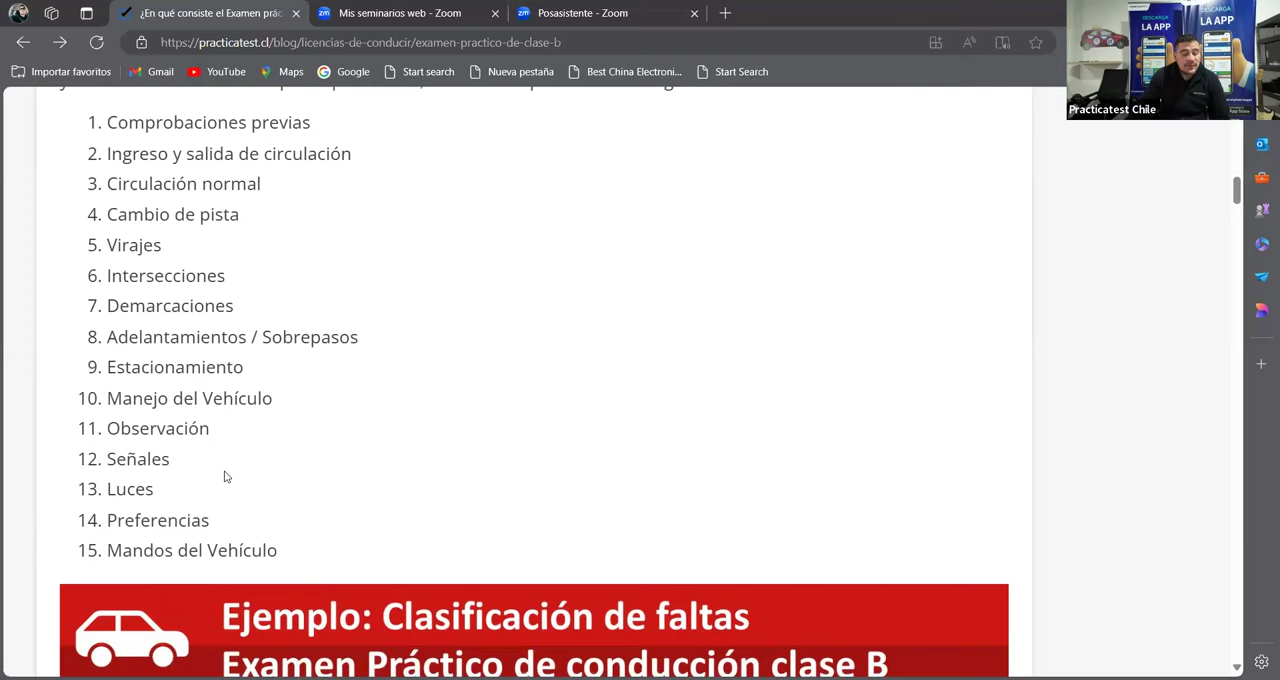 ¿En qué consiste el Examen prác
Mis seminarios web - Zoom
Posasistente - Zoom
https://practicatest.cl/blog/licencias-de-conducir/examen-practico-de-clase-b
Importar favoritos
Gmail
YouTube
Maps
Google
Start search
Nueva pestaña
Best China Electroni...
Start Search
DESCARGA
LA APP
DESCARGA
LA APP
Practicatest Chile
1. Comprobaciones previas
2. Ingreso y salida de circulación
3. Circulación normal
4. Cambio de pista
5. Virajes
6. Intersecciones
7. Demarcaciones
8. Adelantamientos / Sobrepasos
9. Estacionamiento
10. Manejo del Vehículo
11. Observación
12. Señales
13. Luces
14. Preferencias
15. Mandos del Vehículo
Ejemplo: Clasificación de faltas
Examen Práctico de conducción clase B